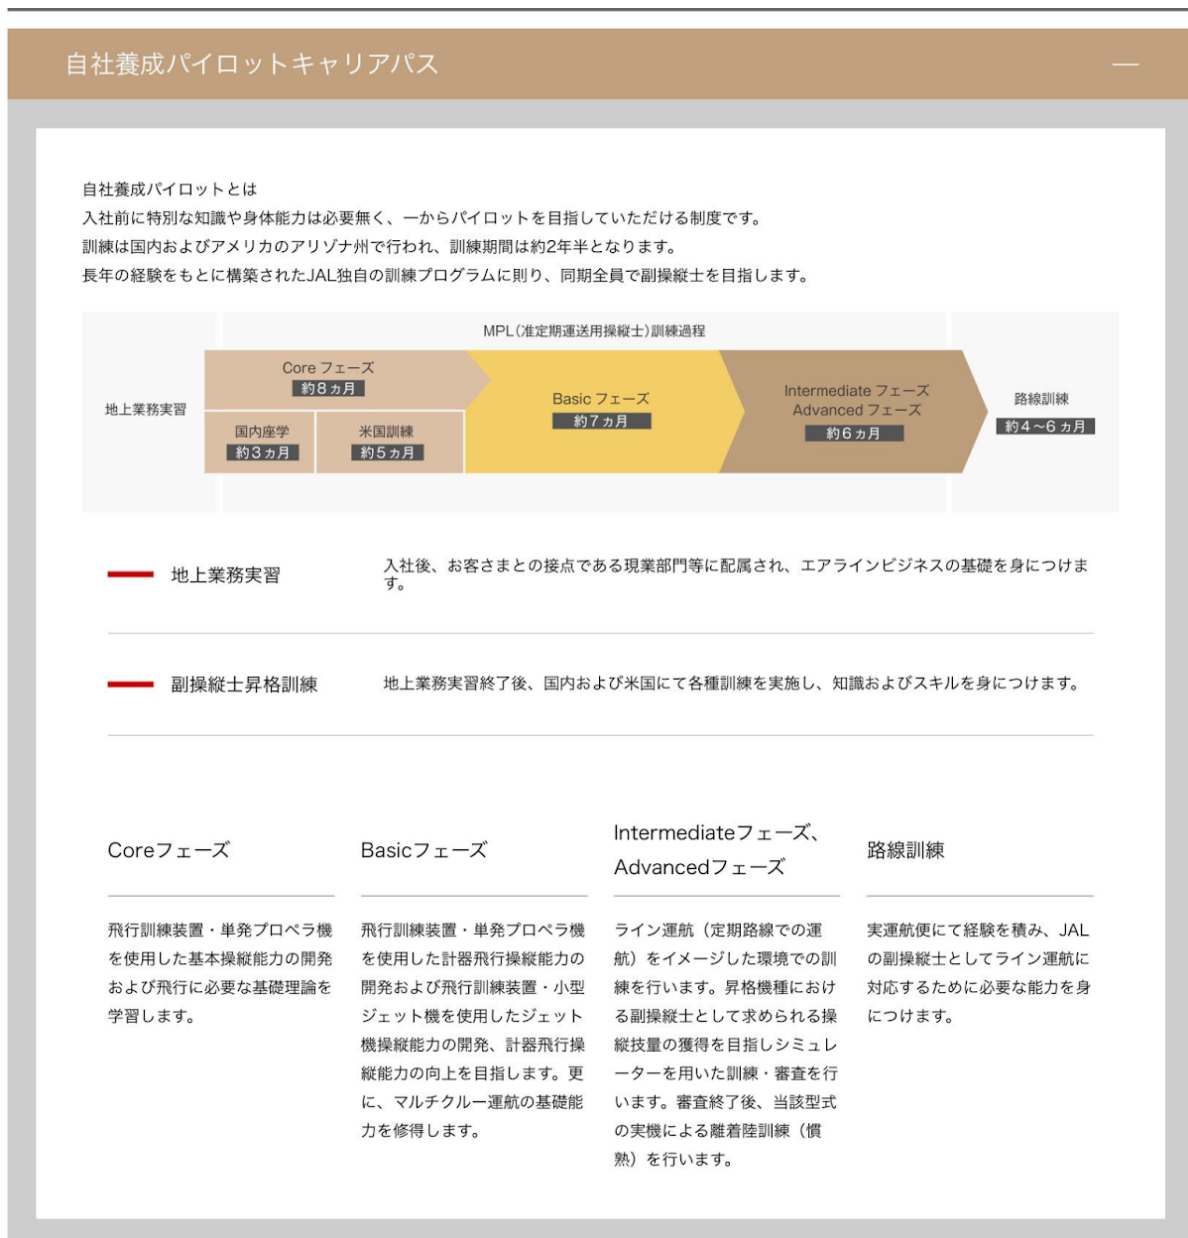 自社養成パイロットキャリアパス
自社養成パイロットとは
入社前に特別な知識や身体能力は必要無く、一からパイロットを目指していただける制度です。
訓練は国内およびアメリカのアリゾナ州で行われ、訓練期間は約2年半となります。
長年の経験をもとに構築されたJAL独自の訓練プログラムに則り、同期全員で副操縦士を目指します。
MPL(准定期運送用操縦士)訓練過程
地上業務実習
Core フェーズ
約8ヵ月
国内座学
約3ヵ月
米国訓練
約5ヵ月
Basic フェーズ
約7ヵ月
Intermediate フェーズ
Advanced フェーズ
約6ヵ月
路線訓練
約4～6ヵ月
地上業務実習
入社後、お客さまとの接点である現業部門等に配属され、エアラインビジネスの基礎を身につけま
す。
副操縦士昇格訓練
地上業務実習終了後、国内および米国にて各種訓練を実施し、知識およびスキルを身につけます。
Coreフェーズ
飛行訓練装置・単発プロペラ機
を使用した基本操縦能力の開発
および飛行に必要な基礎理論を
学習します。
Basicフェーズ
飛行訓練装置・単発プロペラ機
を使用した計器飛行操縦能力の
開発および飛行訓練装置・小型
ジェット機を使用したジェット
機操縦能力の開発、計器飛行操
縦能力の向上を目指します。更
に、マルチクルー運航の基礎能
力を修得します。
Intermediateフェーズ、
Advancedフェーズ
ライン運航（定期路線での運
航）をイメージした環境での訓
練を行います。昇格機種におけ
る副操縦士として求められる操
縦技量の獲得を目指しシミュレ
ーターを用いた訓練・審査を行
います。審査終了後、当該型式
の実機による離着陸訓練（慣
熟）を行います。
路線訓練
実運航便にて経験を積み、JAL
の副操縦士としてライン運航に
対応するために必要な能力を身
につけます。